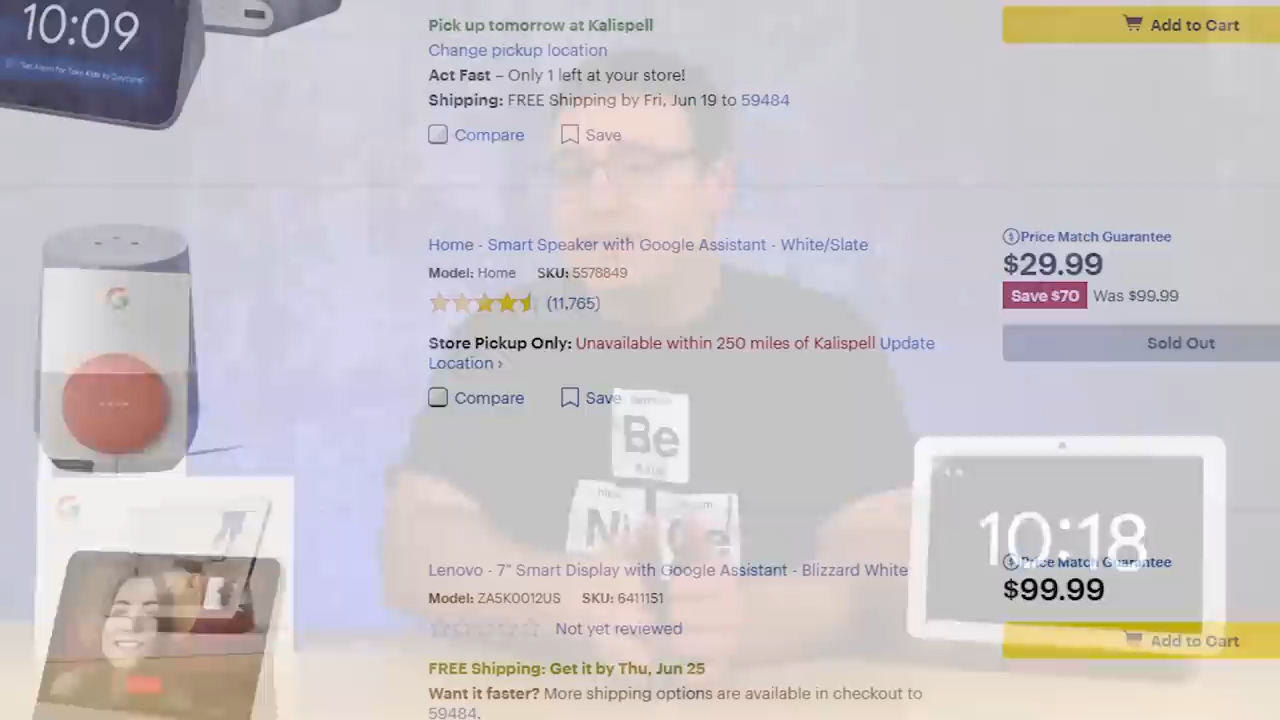 10:09
Pick up tomorrow at Kalispell
Add to Cart
Change pickup location
Act Fast – Only 1 left at your store!
Shipping: FREE Shipping by Fri, Jun 19 to 59484
Compare
Save
Home - Smart Speaker with Google Assistant - White/Slate
Price Match Guarantee
Model: Home SKU: 5578849
$29.99
(11,765)
Save $70 Was $99.99
Store Pickup Only: Unavailable within 250 miles of Kalispell Update
Location ›
Sold Out
Compare
Save
Be
10:18
Lenovo - 7" Smart Display with Google Assistant - Blizzard White
Price Match Guarantee
Model: ZA5K0012US SKU: 6411151
$99.99
Not yet reviewed
Add to Cart
FREE Shipping: Get it by Thu, Jun 25
Want it faster? More shipping options are available in checkout to
59484.